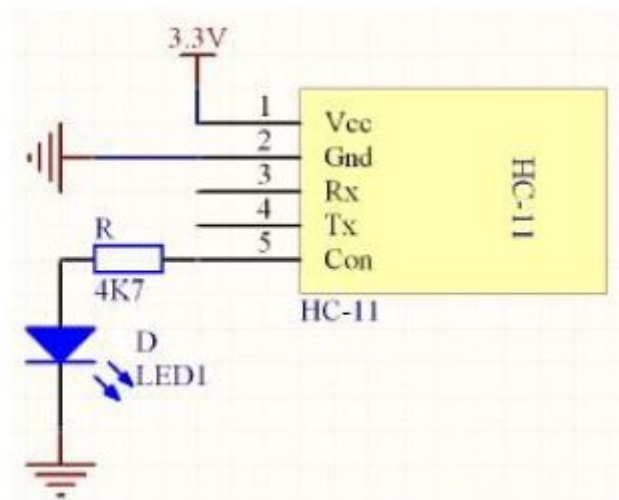 3.3V
1
Vcc
2
Gnd
3
Rx
4
Tx
5
Con
HC-11
HC-11
R
4K7
D
LED1